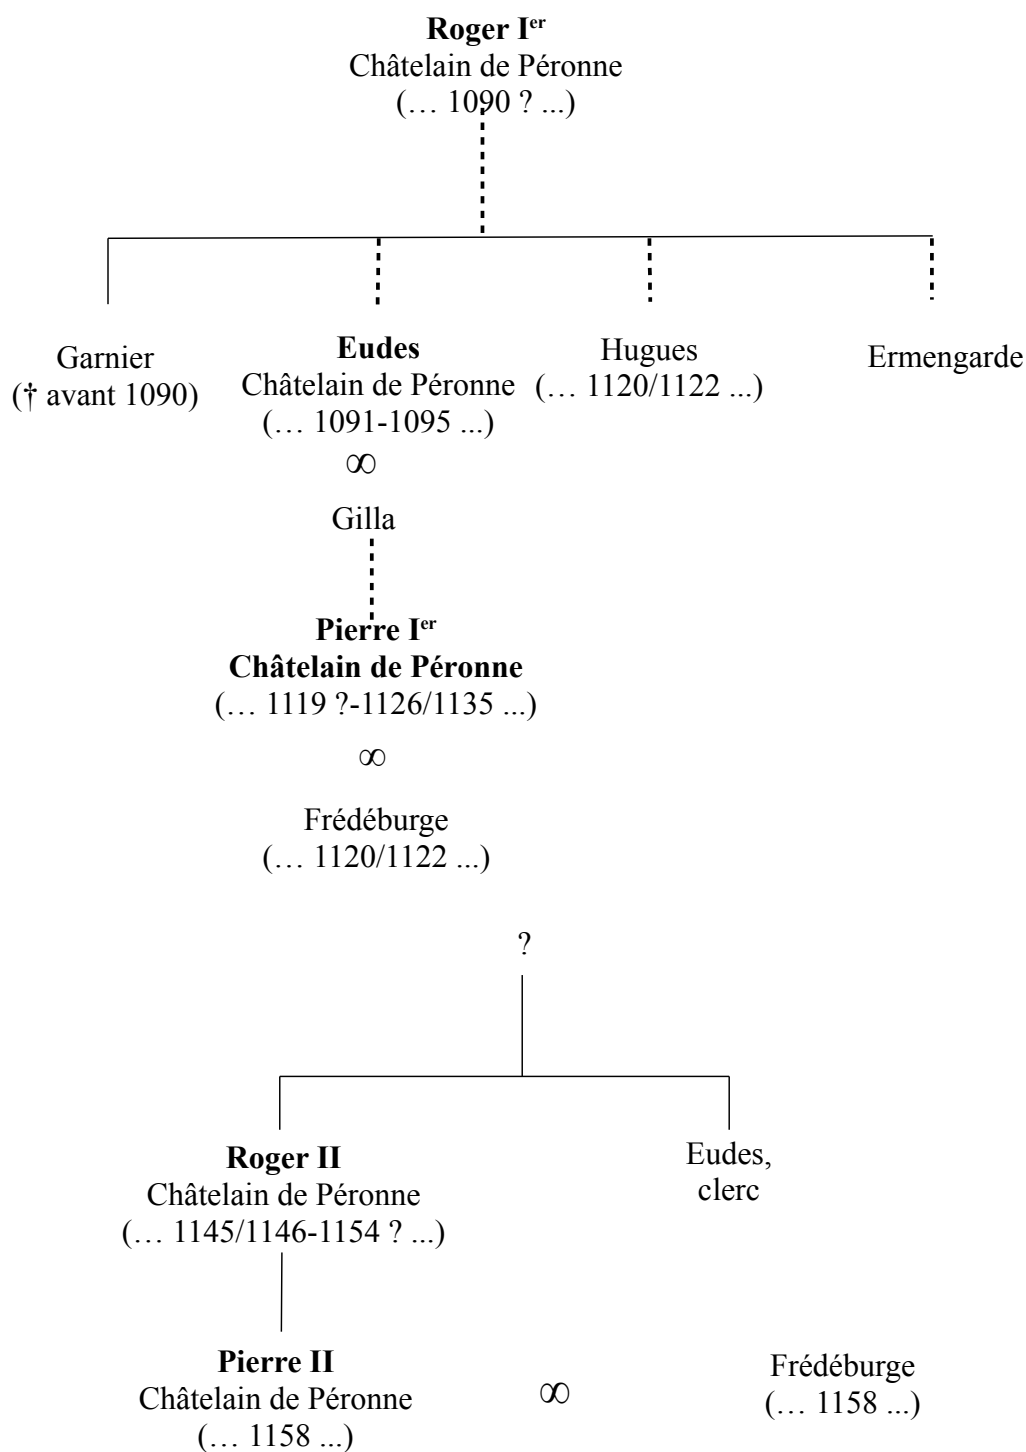 Roger Ier
Châtelain de Péronne
(… 1090 ? ...)
Garnier
(† avant 1090)
Eudes
Châtelain de Péronne
(… 1091-1095 ...)
∞
Gilla
Hugues
(… 1120/1122 ...)
Ermengarde
Pierre Ier
Châtelain de Péronne
(… 1119 ?-1126/1135 ...)
∞
Frédéburge
(… 1120/1122 ...)
?
Roger II
Châtelain de Péronne
(… 1145/1146-1154 ? ...)
Eudes,
clerc
Pierre II
Châtelain de Péronne
(… 1158 ...)
∞
Frédéburge
(… 1158 ...)